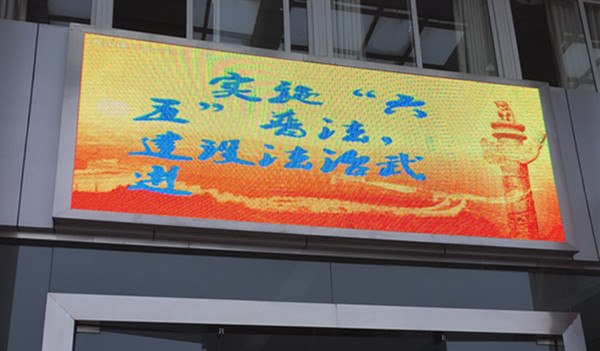 实施“六
五”普法，
建设法治武
进